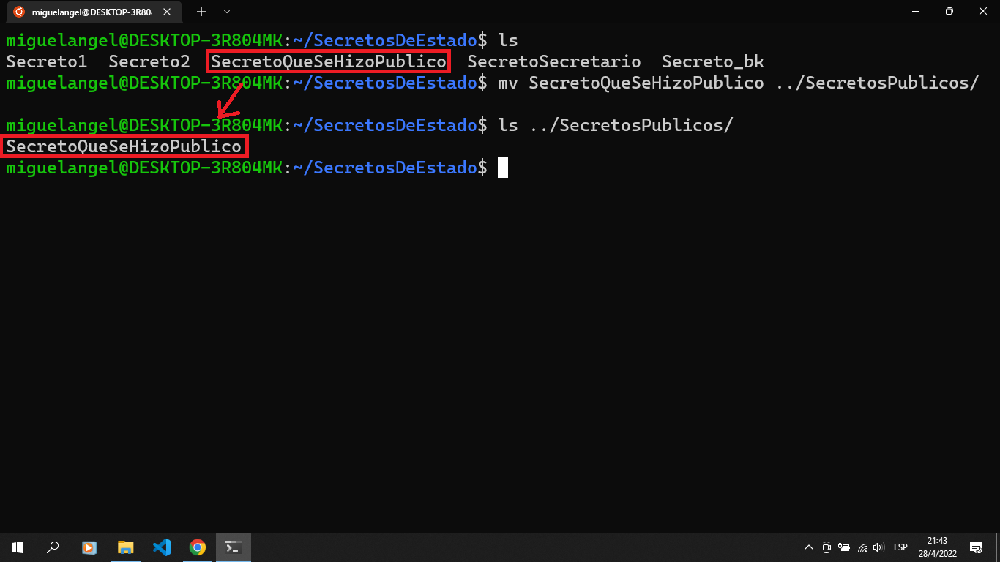 miguelangel@DESKTOP-3R804
miguelangel@DESKTOP-3R804MK:~/SecretosDeEstado$ ls
Secreto1  Secreto2  SecretoQueSeHizoPublico  SecretoSecretario  Secreto_bk
miguelangel@DESKTOP-3R804MK:~/SecretosDeEstado$ mv SecretoQueSeHizoPublico ../SecretosPublicos/
miguelangel@DESKTOP-3R804MK:~/SecretosDeEstado$ ls ../SecretosPublicos/
SecretoQueSeHizoPublico
miguelangel@DESKTOP-3R804MK:~/SecretosDeEstado$
ESP
21:43
28/4/2022